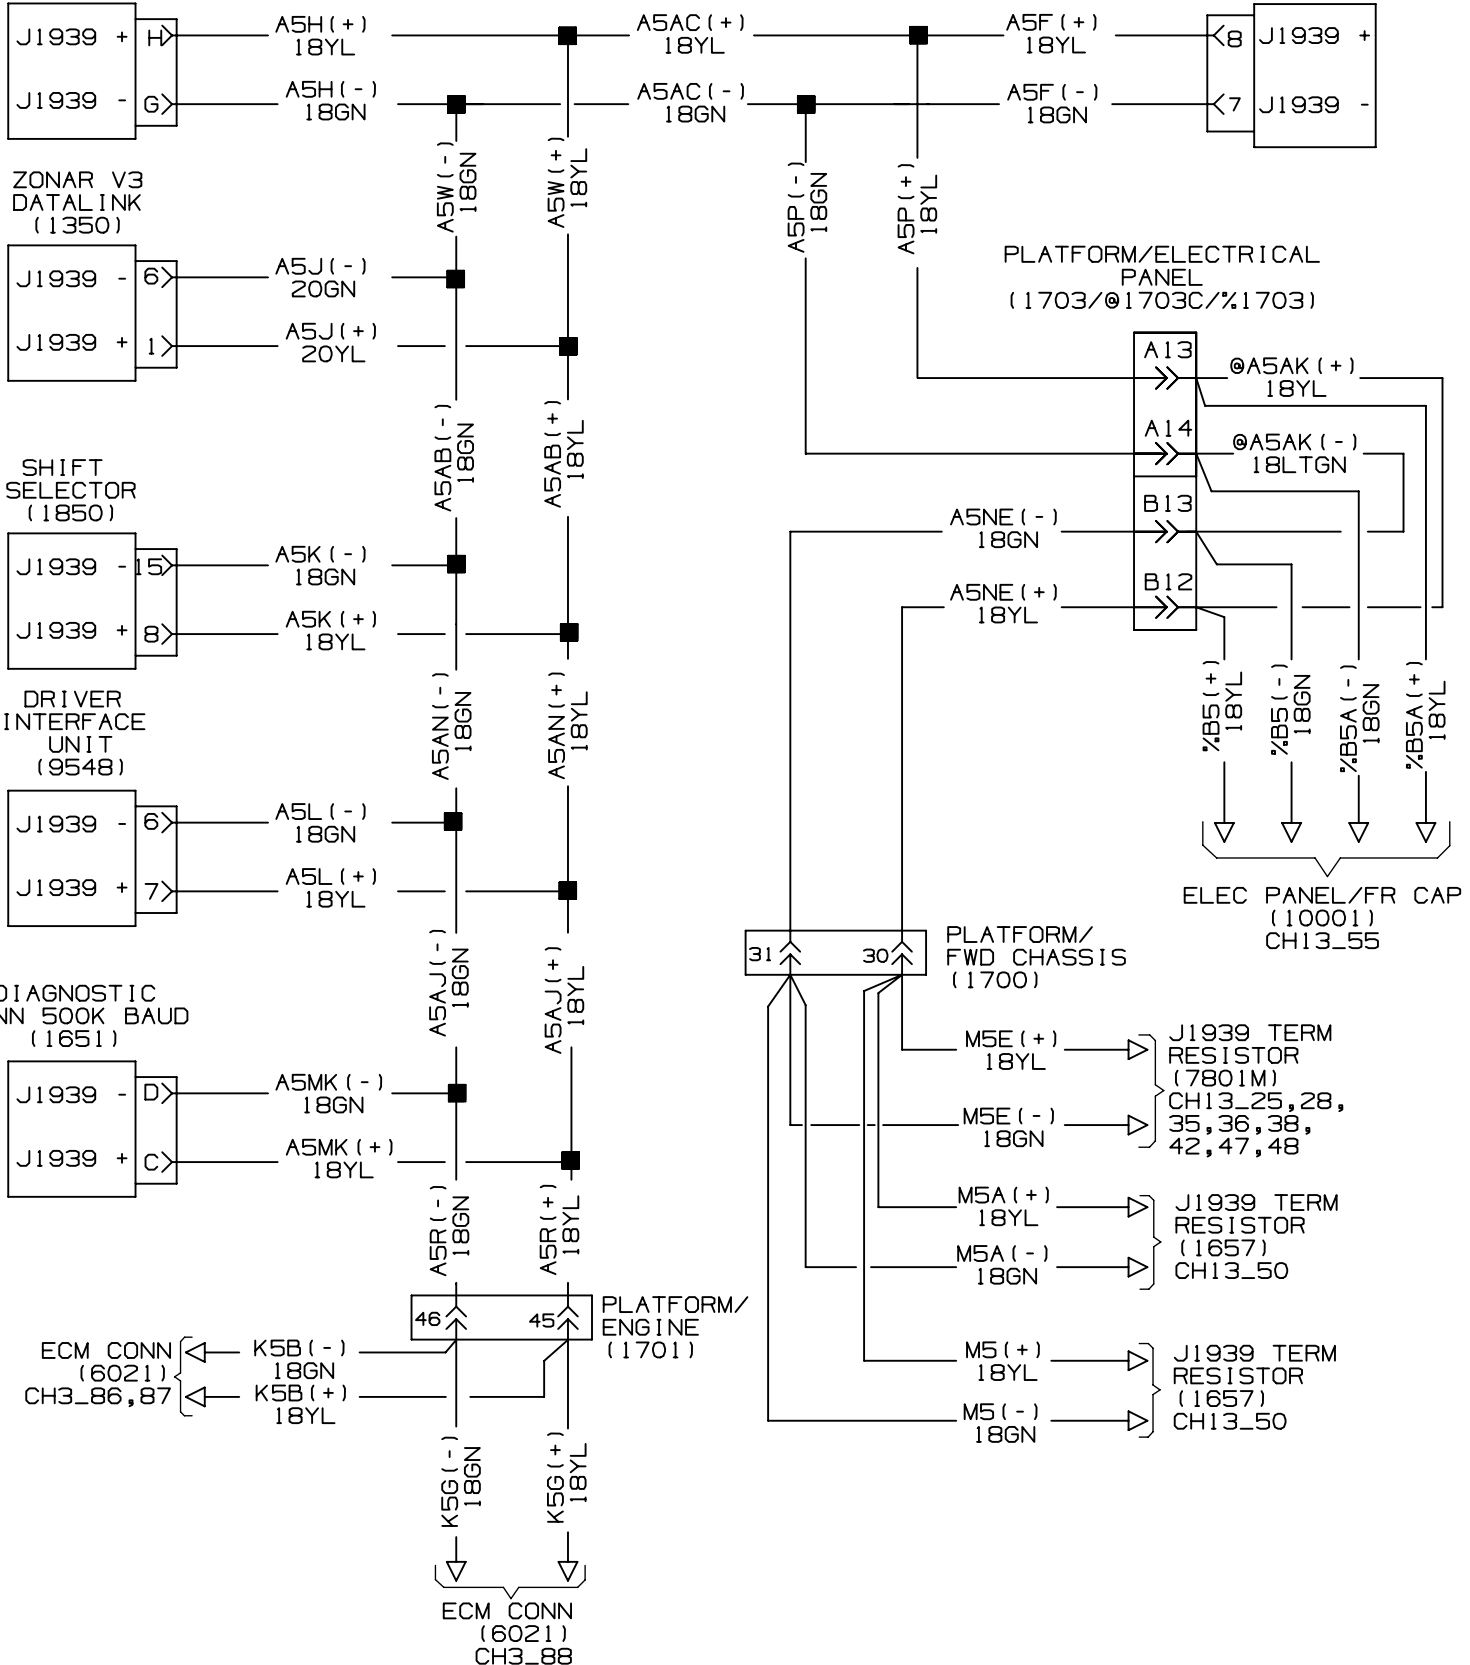 J1939 +
H
A5H(+)
18YL
A5AC(+)
18YL
A5F(+)
18YL
8
J1939 +
J1939 -
G
A5H(-)
18GN
A5AC(-)
18GN
A5F(-)
18GN
7
J1939 -
A5W(-)
18GN
A5W(+)
18YL
A5P(-)
18GN
A5P(+)
18YL
ZONAR V3
DATALINK
(1350)
J1939 -
6
A5J(-)
20GN
J1939 +
1
A5J(+)
20YL
PLATFORM/ELECTRICAL
PANEL
(1703/@1703C/%1703)
A13
@A5AK(+)
18YL
A14
@A5AK(-)
18LTGN
B13
A5NE(-)
18GN
B12
A5NE(+)
18YL
A5AB(-)
18GN
A5AB(+)
18YL
SHIFT
SELECTOR
(1850)
J1939 -
15
A5K(-)
18GN
J1939 +
8
A5K(+)
18YL
%B5(+)
18YL
%B5(-)
18GN
%B5A(-)
18GN
%B5A(+)
18YL
ELEC PANEL/FR CAP
(10001)
CH13_55
A5AN(-)
18GN
A5AN(+)
18YL
DRIVER
INTERFACE
UNIT
(9548)
J1939 -
6
A5L(-)
18GN
J1939 +
7
A5L(+)
18YL
31
30
PLATFORM/
FWD CHASSIS
(1700)
A5AJ(-)
18GN
A5AJ(+)
18YL
DIAGNOSTIC
NN 500K BAUD
(1651)
J1939 -
D
A5MK(-)
18GN
J1939 +
C
A5MK(+)
18YL
M5E(+)
18YL
M5E(-)
18GN
J1939 TERM
RESISTOR
(7801M)
CH13_25,28,
35,36,38,
42,47,48
M5A(+)
18YL
M5A(-)
18GN
J1939 TERM
RESISTOR
(1657)
CH13_50
M5(+)
18YL
M5(-)
18GN
J1939 TERM
RESISTOR
(1657)
CH13_50
A5R(-)
18GN
A5R(+)
18YL
46
45
PLATFORM/
ENGINE
(1701)
ECM CONN
(6021)
CH3_86,87
K5B(-)
18GN
K5B(+)
18YL
K5G(-)
18GN
K5G(+)
18YL
ECM CONN
(6021)
CH3_88